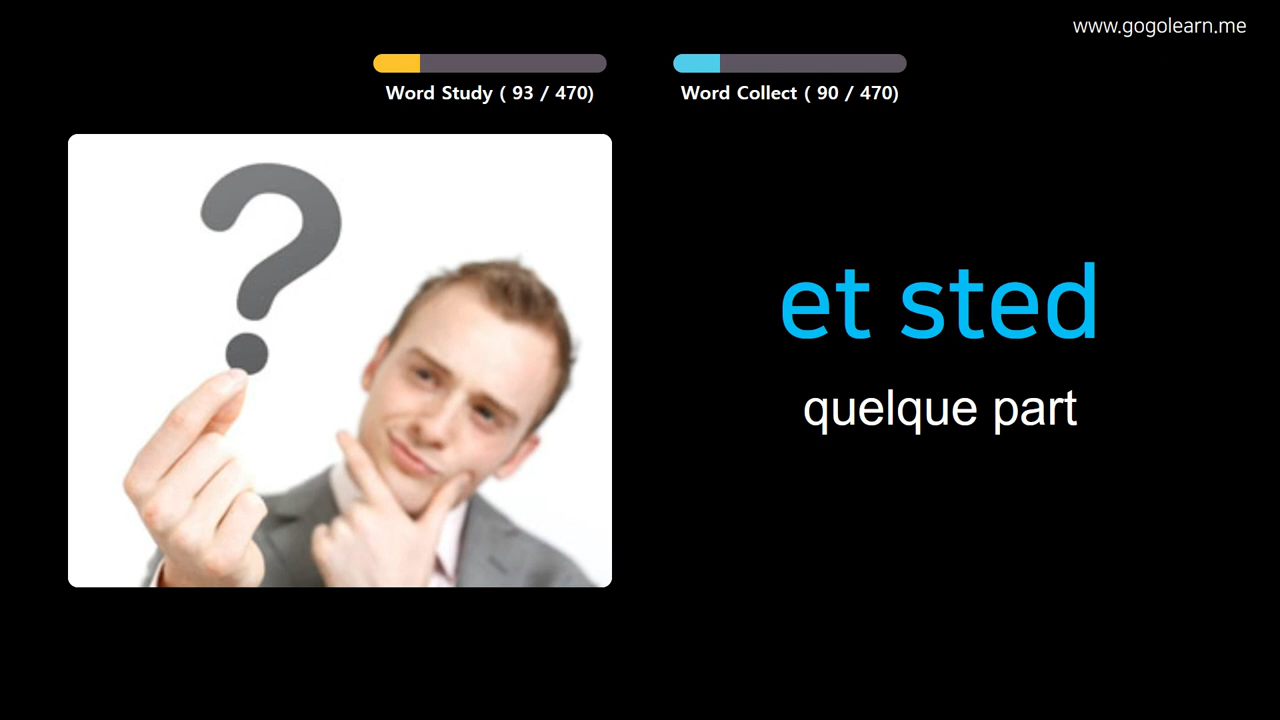 www.gogolearn.me
Word Study ( 93 / 470)
Word Collect ( 90 / 470)
?
et sted
quelque part